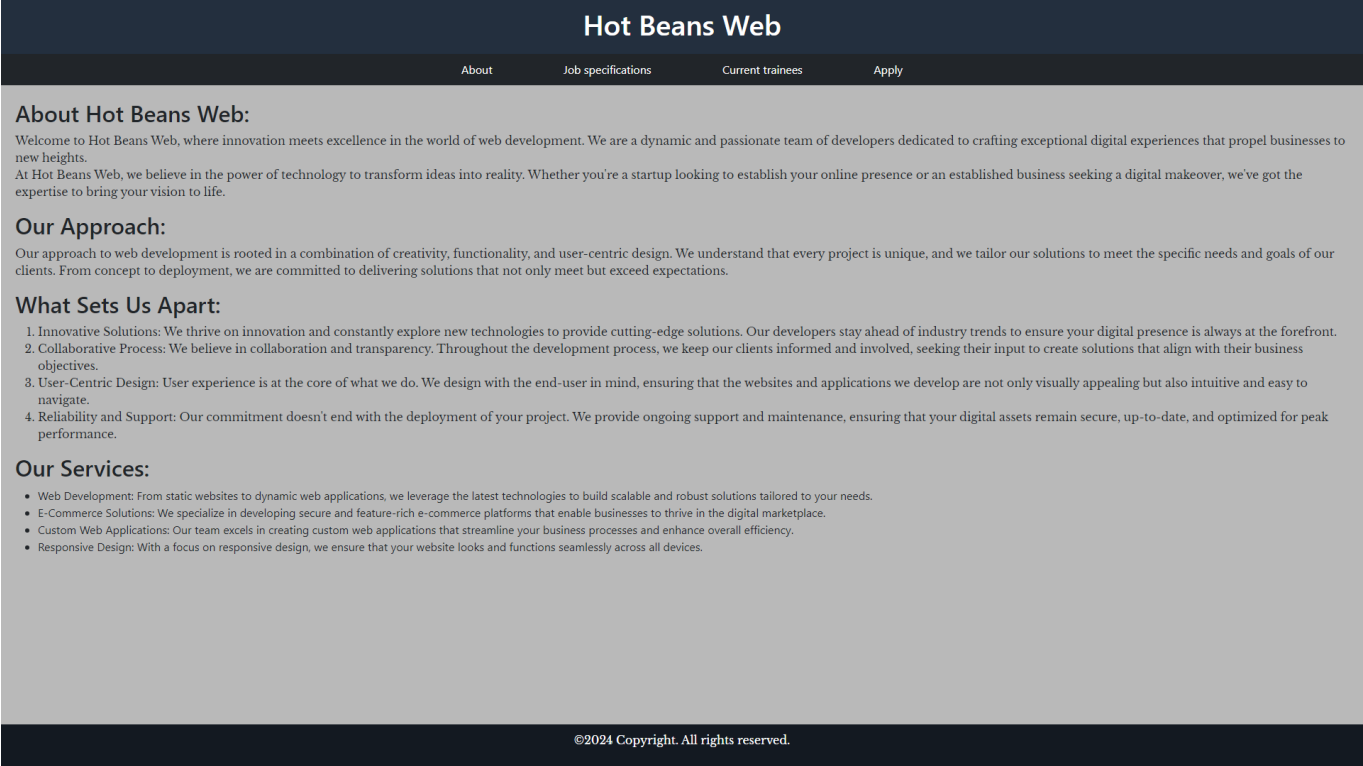 Hot Beans Web
About Job specifications Current trainees Apply
About Hot Beans Web:
Welcome to Hot Beans Web, where innovation meets excellence in the world of web development. We are a dynamic and passionate team of developers dedicated to crafting exceptional digital experiences that propel businesses to
new heights.
At Hot Beans Web, we believe in the power of technology to transform ideas into reality. Whether you're a startup looking to establish your online presence or an established business seeking a digital makeover, we've got the
expertise to bring your vision to life.
Our Approach:
Our approach to web development is rooted in a combination of creativity, functionality, and user-centric design. We understand that every project is unique, and we tailor our solutions to meet the specific needs and goals of our
clients. From concept to deployment, we are committed to delivering solutions that not only meet but exceed expectations.
What Sets Us Apart:
1. Innovative Solutions: We thrive on innovation and constantly explore new technologies to provide cutting-edge solutions. Our developers stay ahead of industry trends to ensure your digital presence is always at the forefront.
2. Collaborative Process: We believe in collaboration and transparency. Throughout the development process, we keep our clients informed and involved, seeking their input to create solutions that align with their business
objectives.
3. User-Centric Design: User experience is at the core of what we do. We design with the end-user in mind, ensuring that the websites and applications we develop are not only visually appealing but also intuitive and easy to
navigate.
4. Reliability and Support: Our commitment doesn't end with the deployment of your project. We provide ongoing support and maintenance, ensuring that your digital assets remain secure, up-to-date, and optimized for peak
performance.
Our Services:
• Web Development: From static websites to dynamic web applications, we leverage the latest technologies to build scalable and robust solutions tailored to your needs.
• E-Commerce Solutions: We specialize in developing secure and feature-rich e-commerce platforms that enable businesses to thrive in the digital marketplace.
• Custom Web Applications: Our team excels in creating custom web applications that streamline your business processes and enhance overall efficiency.
• Responsive Design: With a focus on responsive design, we ensure that your website looks and functions seamlessly across all devices.
©2024 Copyright. All rights reserved.